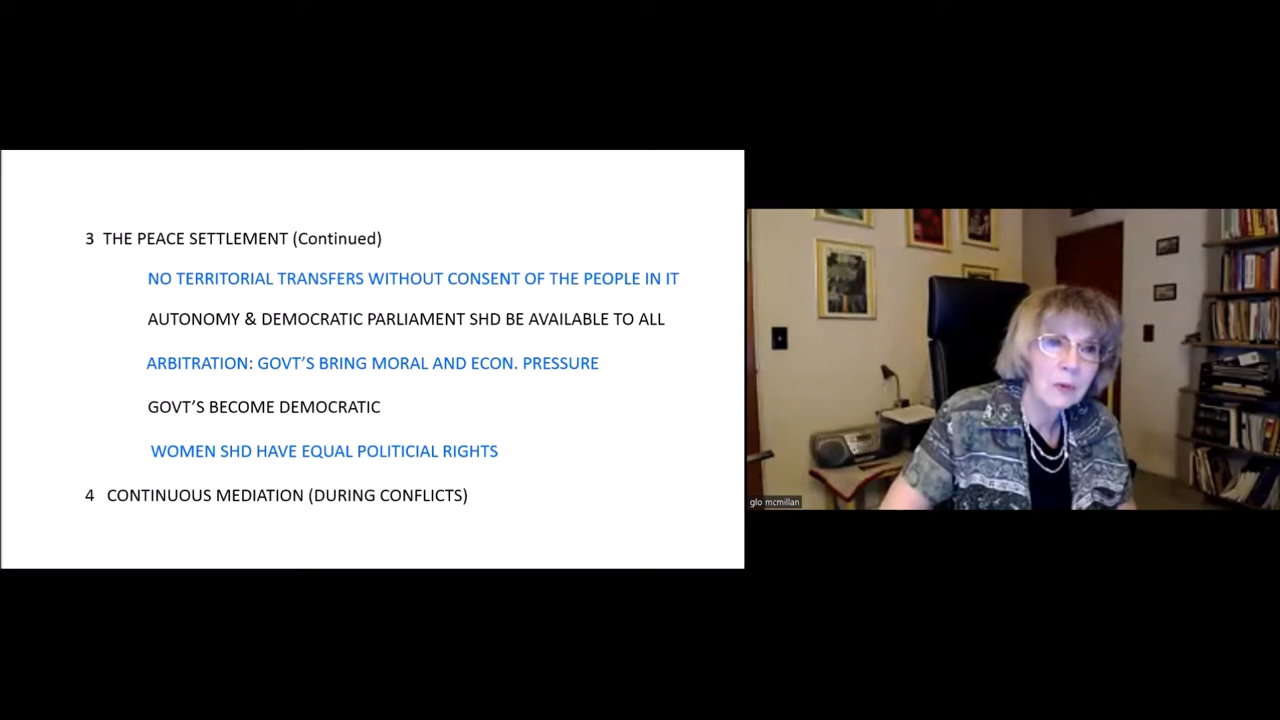 3 THE PEACE SETTLEMENT (Continued)
NO TERRITORIAL TRANSFERS WITHOUT CONSENT OF THE PEOPLE IN IT
AUTONOMY & DEMOCRATIC PARLIAMENT SHD BE AVAILABLE TO ALL
ARBITRATION: GOVT’S BRING MORAL AND ECON. PRESSURE
GOVT’S BECOME DEMOCRATIC
WOMEN SHD HAVE EQUAL POLITICIAL RIGHTS
4 CONTINUOUS MEDIATION (DURING CONFLICTS)
glo mcmillan